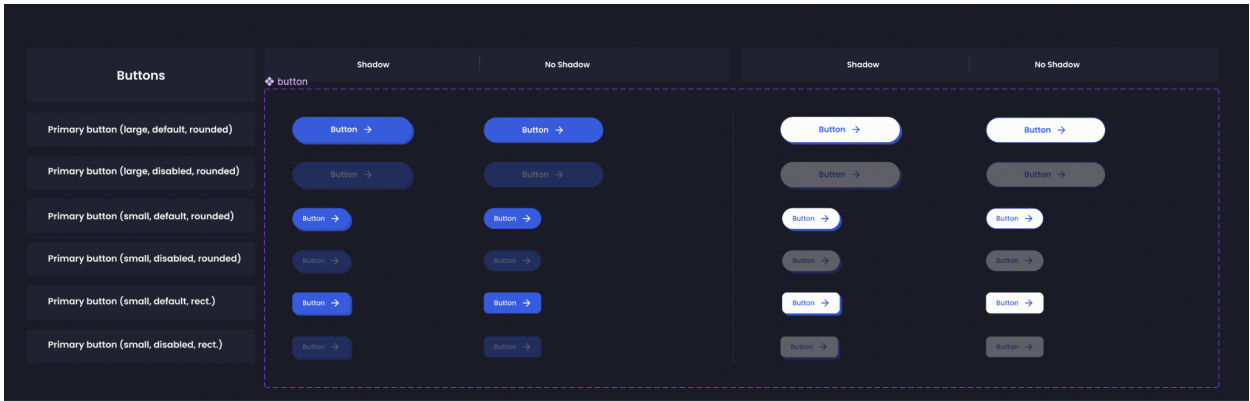 Shadow
No Shadow
Shadow
No Shadow
Buttons
button
Primary button (large, default, rounded)
Button
Button
Button
Button
Primary button (large, disabled, rounded)
Button
Button
Button
Button
Primary button (small, default, rounded)
Button
Button
Button
Button
Primary button (small, disabled, rounded)
Button
Button
Button
Button
Primary button (small, default, rect.)
Button
Button
Button
Button
Primary button (small, disabled, rect.)
Button
Button
Button
Button